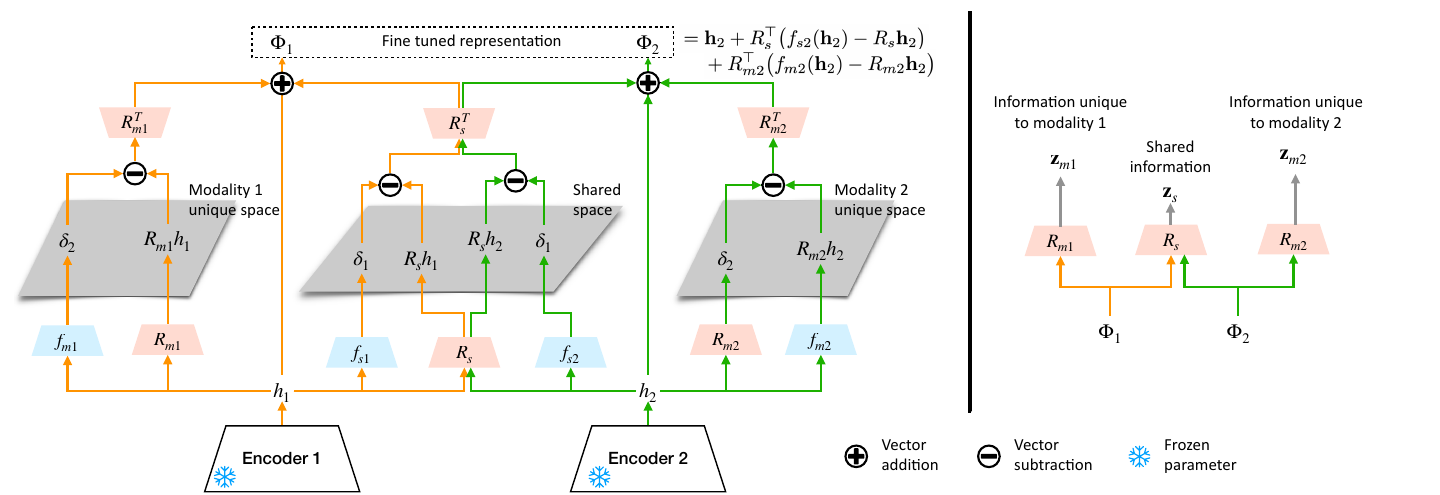 Φ1 Fine tuned representation Φ2
= h2 + Rs⊤(fs2(h2) − Rsh2)
+ Rm2⊤(fm2(h2) − Rm2h2)
Rm1T
RsT
Rm2T
Modality 1
unique space
Shared
space
Modality 2
unique space
δ2 Rm1h1
δ1 Rsh1 Rsh2 δ1
δ2 Rm2h2
fm1 Rm1 fs1 Rs fs2 Rm2 fm2
h1 h2
Encoder 1
Encoder 2
Information unique
to modality 1
Information unique
to modality 2
Shared
information
zm1
zs
zm2
Rm1 Rs Rm2
Φ1 Φ2
Vector
addition
Vector
subtraction
Frozen
parameter